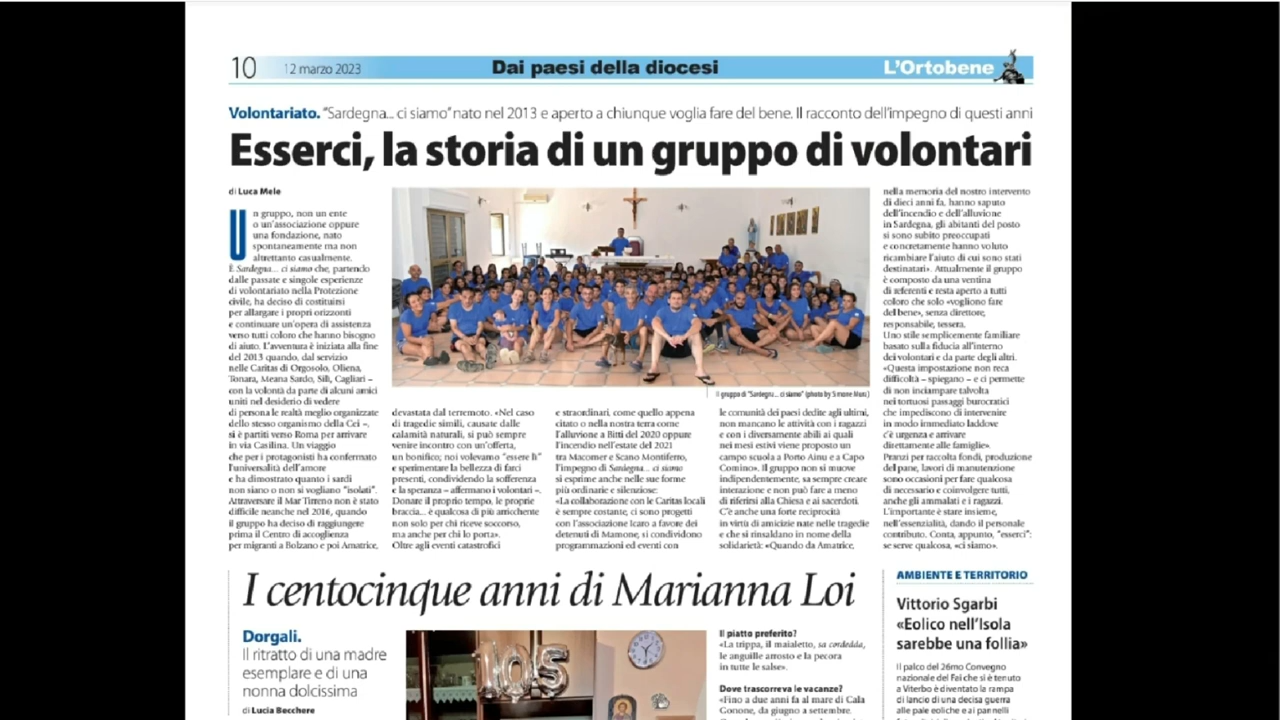 10
12 marzo 2023
Dai paesi della diocesi
L'Ortobene
Volontariato. "Sardegna... ci siamo" nato nel 2013 e aperto a chiunque voglia fare del bene. Il racconto dell'impegno di questi anni
Esserci, la storia di un gruppo di volontari
di Luca Mele
Un gruppo, non un ente
o un'associazione oppure
una fondazione, nato
spontaneamente ma non
altrettanto casualmente.
È Sardegna... ci siamo che, partendo
dalle passate e singole esperienze
di volontariato nella Protezione
civile, ha deciso di costituirsi
per allargare i propri orizzonti
e continuare un'opera di assistenza
verso tutti coloro che hanno bisogno
di aiuto. L'avventura è iniziata alla fine
del 2013 quando, dal servizio
nelle Caritas di Orgosolo, Oliena,
Tonara, Meana Sardo, Silì, Cagliari –
con la volontà da parte di alcuni amici
uniti nel desiderio di vedere
di persona le realtà meglio organizzate
dello stesso organismo della Cei –,
si è partiti verso Roma per arrivare
in via Casilina. Un viaggio
che per i protagonisti ha confermato
l'universalità dell'amore
e ha dimostrato quanto i sardi
non siano o non si vogliano "isolati".
Attraversare il Mar Tirreno non è stato
difficile neanche nel 2016, quando
il gruppo ha deciso di raggiungere
prima il Centro di accoglienza
per migranti a Bolzano e poi Amatrice,
Il gruppo di "Sardegna... ci siamo" (photo by Simone
devastata dal terremoto. «Nel caso
di tragedie simili, causate dalle
calamità naturali, si può sempre
venire incontro con un'offerta,
un bonifico; noi volevamo "essere lì"
e sperimentare la bellezza di farci
presenti, condividendo la sofferenza
e la speranza – affermano i volontari –.
Donare il proprio tempo, le proprie
braccia... è qualcosa di più arricchente
non solo per chi riceve soccorso,
ma anche per chi lo porta».
Oltre agli eventi catastrofici
e straordinari, come quello appena
citato o nella nostra terra come
l'alluvione a Bitti del 2020 oppure
l'incendio nell'estate del 2021
tra Macomer e Scano Montiferro,
l'impegno di Sardegna... ci siamo
si esprime anche nelle sue forme
più ordinarie e silenziose:
«La collaborazione con le Caritas locali
è sempre costante, ci sono progetti
con l'associazione Icaro a favore dei
detenuti di Mamone, si condividono
programmazioni ed eventi con
le comunità dei paesi dedite agli ultimi,
non mancano le attività con i ragazzi
e con i diversamente abili ai quali
nei mesi estivi viene proposto un
campo scuola a Porto Ainu e a Capo
Comino». Il gruppo non si muove
indipendentemente, sa sempre creare
interazione e non può fare a meno
di riferirsi alla Chiesa e ai sacerdoti.
C'è anche una forte reciprocità
in virtù di amicizie nate nelle tragedie
e che si rinsaldano in nome della
solidarietà: «Quando da Amatrice,
nella memoria del nostro intervento
di dieci anni fa, hanno saputo
dell'incendio e dell'alluvione
in Sardegna, gli abitanti del posto
si sono subito preoccupati
e concretamente hanno voluto
ricambiare l'aiuto di cui sono stati
destinatari». Attualmente il gruppo
è composto da una ventina
di referenti e resta aperto a tutti
coloro che solo «vogliono fare
del bene», senza direttore,
responsabile, tessera.
Uno stile semplicemente familiare
basato sulla fiducia all'interno
dei volontari e da parte degli altri.
«Questa impostazione non reca
difficoltà – spiegano – e ci permette
di non inciampare talvolta
nei tortuosi passaggi burocratici
che impediscono di intervenire
in modo immediato laddove
c'è urgenza e arrivare
direttamente alle famiglie».
Pranzi per raccolta fondi, produzione
del pane, lavori di manutenzione
sono occasioni per fare qualcosa
di necessario e coinvolgere tutti,
anche gli ammalati e i ragazzi.
L'importante è stare insieme,
nell'essenzialità, dando il personale
contributo. Conta, appunto, "esserci":
se serve qualcosa, «ci siamo».
I centocinque anni di Marianna Loi
Dorgali.
Il ritratto di una madre
esemplare e di una
nonna dolcissima
di Lucia Becchere
105
Il piatto preferito?
«La trippa, il maialetto, sa cordedda,
le anguille arrosto e la pecora
in tutte le salse».
Dove trascorreva le vacanze?
«Fino a due anni fa al mare di Cala
Gonone, da giugno a settembre.
AMBIENTE E TERRITORIO
Vittorio Sgarbi
«Eolico nell'Isola
sarebbe una follia»
Il palco del 26mo Convegno
nazionale del Fai che si è tenuto
a Viterbo è diventato la rampa
di lancio di una decisa guerra
alle pale eoliche e ai pannelli